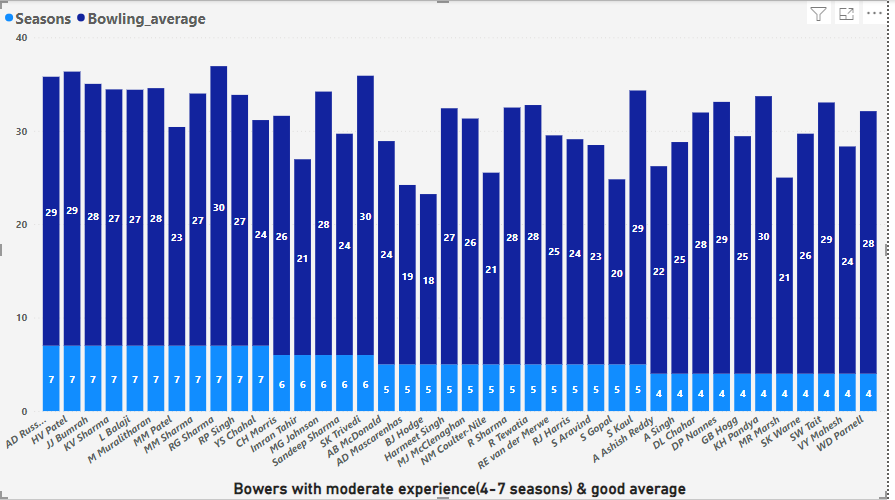 Seasons Bowling_average
40
30
20
10
0
29 29 28 27 27 28 23 27 30 27 24 26 21 28 24 30 24 19 18 27 26 21 28 28 25 24 23 20 29 22 25 28 29 25 30 21 26 29 24 28
7 7 7 7 7 7 7 7 7 7 7 6 6 6 6 6 5 5 5 5 5 5 5 5 5 5 5 5 5 4 4 4 4 4 4 4 4 4 4 4
AD Russ...
HV Patel
JJ Bumrah
KV Sharma
L Balaji
M Muralitharan
MM Patel
MM Sharma
RG Sharma
RP Singh
YS Chahal
CH Morris
Imran Tahir
MG Johnson
Sandeep Sharma
SK Trivedi
AB McDonald
AD Mascarenhas
BJ Hodge
Harmeet Singh
MJ McClenaghan
NM Coulter-Nile
R Sharma
R Tewatia
RE van der Merwe
RJ Harris
S Aravind
S Gopal
S Kaul
A Ashish Reddy
A Singh
DL Chahar
DP Nannes
GB Hogg
KH Pandya
MR Marsh
SK Warne
SW Tait
VY Mahesh
WD Parnell
Bowers with moderate experience(4-7 seasons) & good average